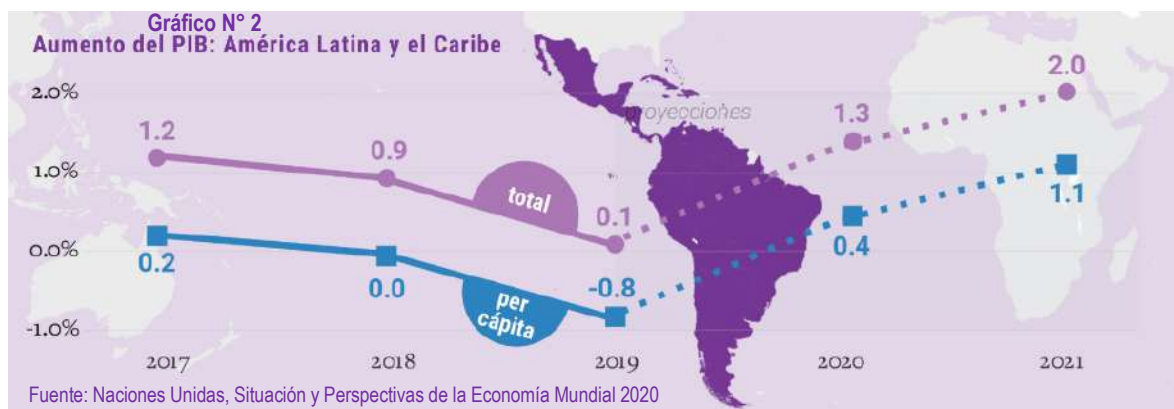 Gráfico N° 2
Aumento del PIB: América Latina y el Caribe
2.0%
1.0%
0.0%
-1.0%
proyecciones
1.2
0.9
0.1
1.3
2.0
total
0.2
0.0
-0.8
0.4
1.1
per
cápita
2017
2018
2019
2020
2021
Fuente: Naciones Unidas, Situación y Perspectivas de la Economía Mundial 2020